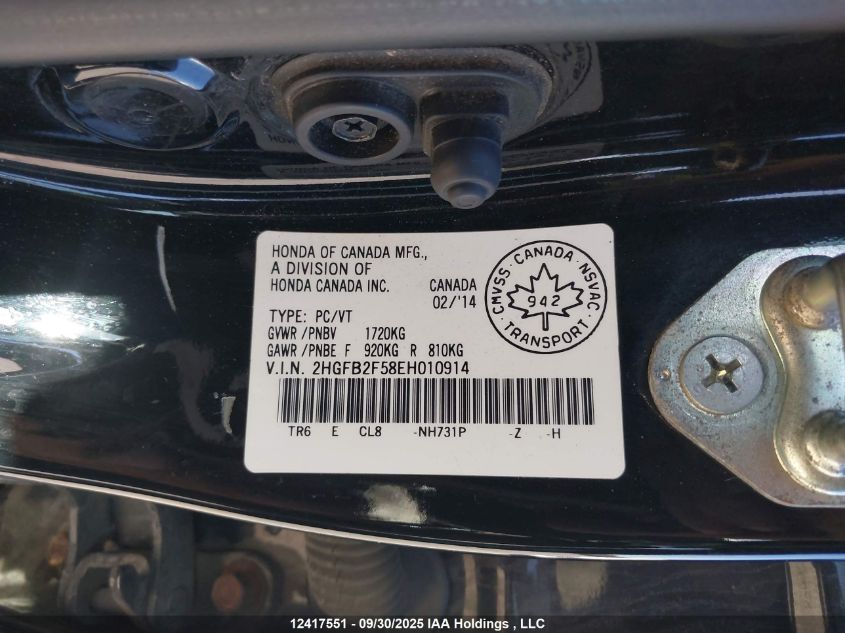 HONDA OF CANADA MFG.,
A DIVISION OF
HONDA CANADA INC. CANADA
02/'14
TYPE: PC/VT
GVWR /PNBV 1720KG
GAWR /PNBE F 920KG R 810KG
V.I.N. 2HGFB2F58EH010914
TR6 E CL8 -NH731P -Z -H
CMVSS · CANADA · NSVAC ·
942
TRANSPORT
12417551 - 09/30/2025 IAA Holdings , LLC